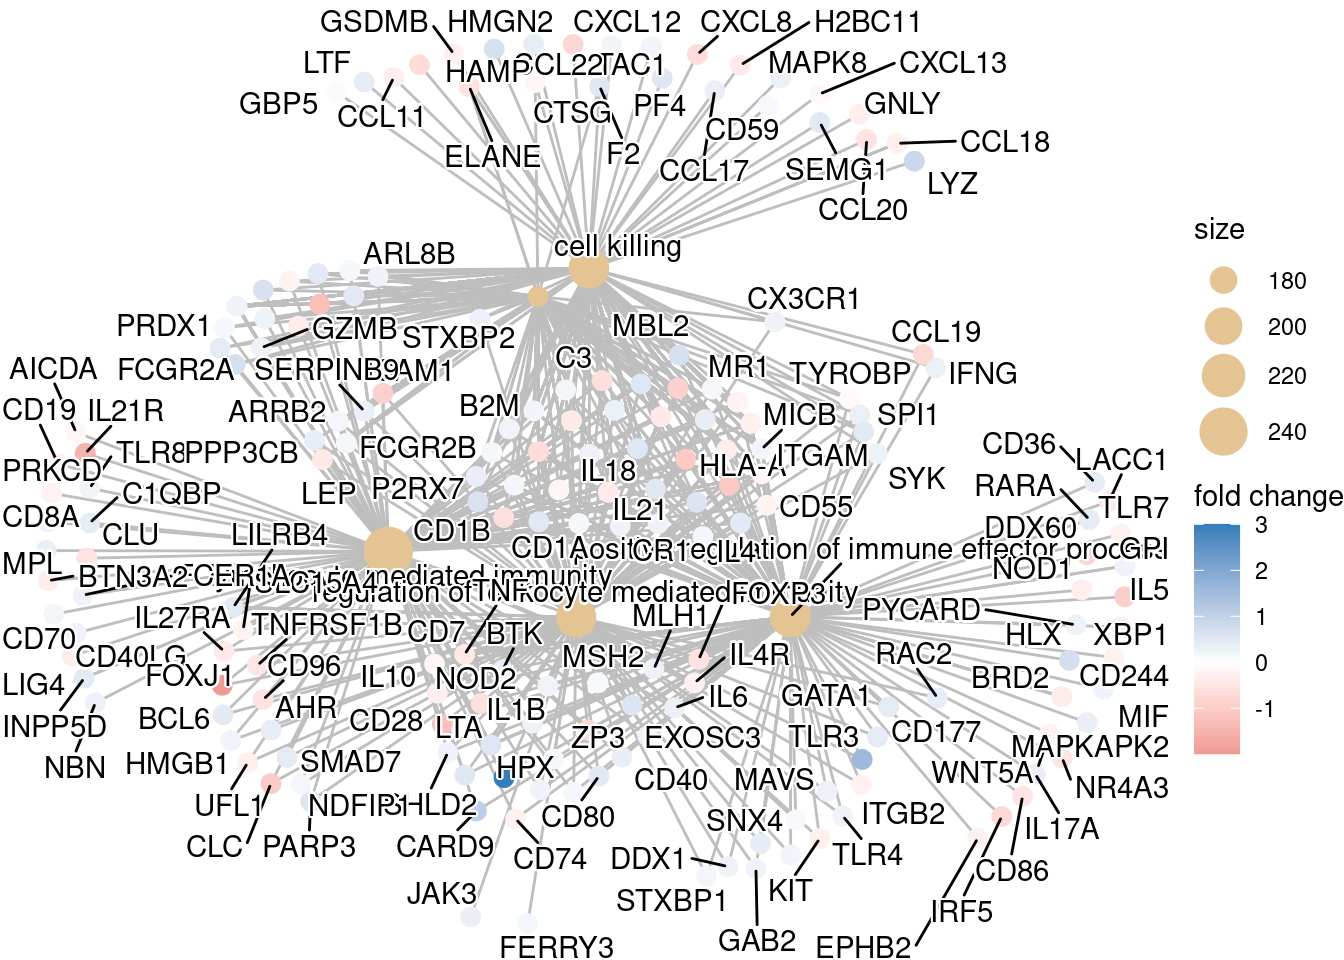 GSDMB
HMGN2
CXCL12
CXCL8
H2BC11
LTF
HAMP
CCL22
TAC1
MAPK8
CXCL13
GBP5
CCL11
CTSG
PF4
GNLY
CD59
ELANE
F2
CCL17
SEMG1
CCL18
LYZ
CCL20
cell killing
ARL8B
size
CX3CR1
180
PRDX1
GZMB
STXBP2
MBL2
CCL19
200
AICDA
FCGR2A
SERPINB9
C3
MR1
TYROBP
IFNG
220
CD19
IL21R
ARRB2
B2M
MICB
SPI1
240
PRKCD
TLR8
PPP3CB
FCGR2B
IL18
HLA-A
ITGAM
CD36
LACC1
C1QBP
LEP
P2RX7
SYK
RARA
fold change
CD8A
CLU
LILRB4
CD1B
IL21
CD55
DDX60
TLR7
3
MPL
BTN3A2
FCER1A
SLC15A4
CD1A
CR1
IL4
positive regulation of immune effector process
GPI
NOD1
2
regulation of leukocyte mediated immunity
TNF
FOXP3
IL5
IL27RA
TNFRSF1B
CD7
BTK
MLH1
PYCARD
1
CD70
CD40LG
HLX
XBP1
LIG4
FOXJ1
CD96
IL10
NOD2
MSH2
IL4R
RAC2
BRD2
CD244
0
INPP5D
BCL6
AHR
CD28
LTA
IL1B
IL6
GATA1
MIF
-1
NBN
HMGB1
SMAD7
HPX
ZP3
EXOSC3
TLR3
CD177
MAPKAPK2
UFL1
NDFIP1
SHLD2
CD40
MAVS
WNT5A
NR4A3
CLC
PARP3
CARD9
CD80
SNX4
ITGB2
IL17A
CD74
DDX1
TLR4
CD86
JAK3
STXBP1
KIT
IRF5
FERRY3
GAB2
EPHB2